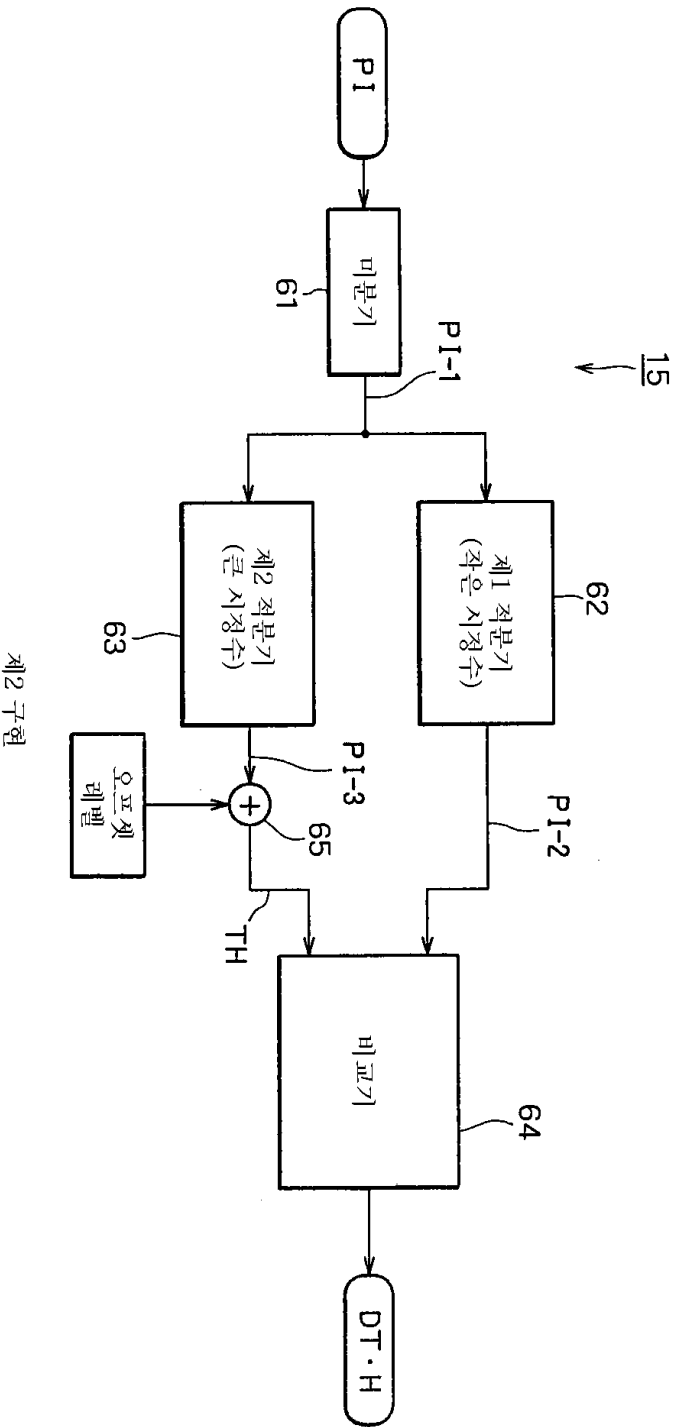 15
PI
미분기
61
PI-1
제1 적분기
(작은 시정수)
62
PI-2
제2 적분기
(큰 시정수)
63
PI-3
65
+
오프셋
레벨
TH
비교기
64
DT·H
제2 구현